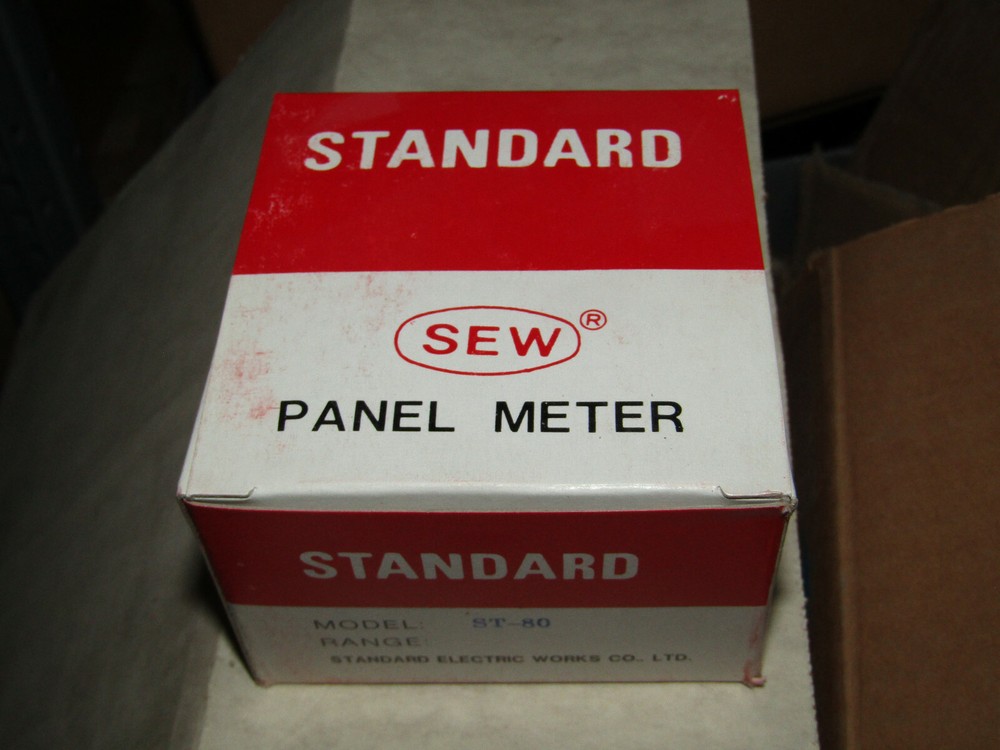 STANDARD
SEW®
PANEL METER
STANDARD
MODEL: ST-80
RANGE:
STANDARD ELECTRIC WORKS CO., LTD.